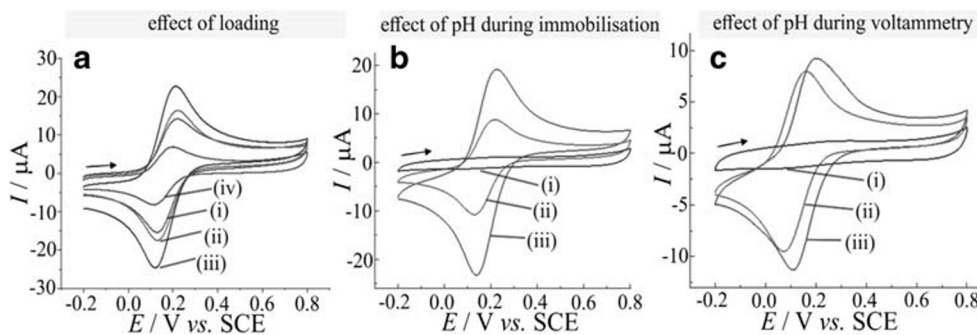 effect of loading
effect of pH during immobilisation
effect of pH during voltammetry
a
30
20
10
0
-10
-20
-30
I / µA
(iv)
(i)
(ii)
(iii)
-0.2 0.0 0.2 0.4 0.6 0.8
E / V vs. SCE
b
20
10
0
-10
-20
I / µA
(i)
(ii)
(iii)
-0.2 0.0 0.2 0.4 0.6 0.8
E / V vs. SCE
c
10
5
0
-5
-10
I / µA
(i)
(ii)
(iii)
-0.2 0.0 0.2 0.4 0.6 0.8
E / V vs. SCE